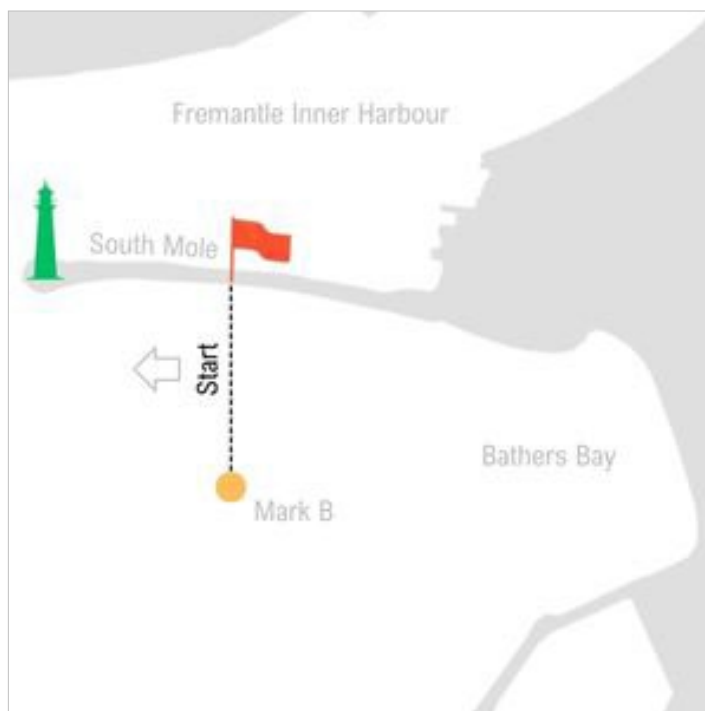 Fremantle Inner Harbour
South Mole
Start
Bathers Bay
Mark B